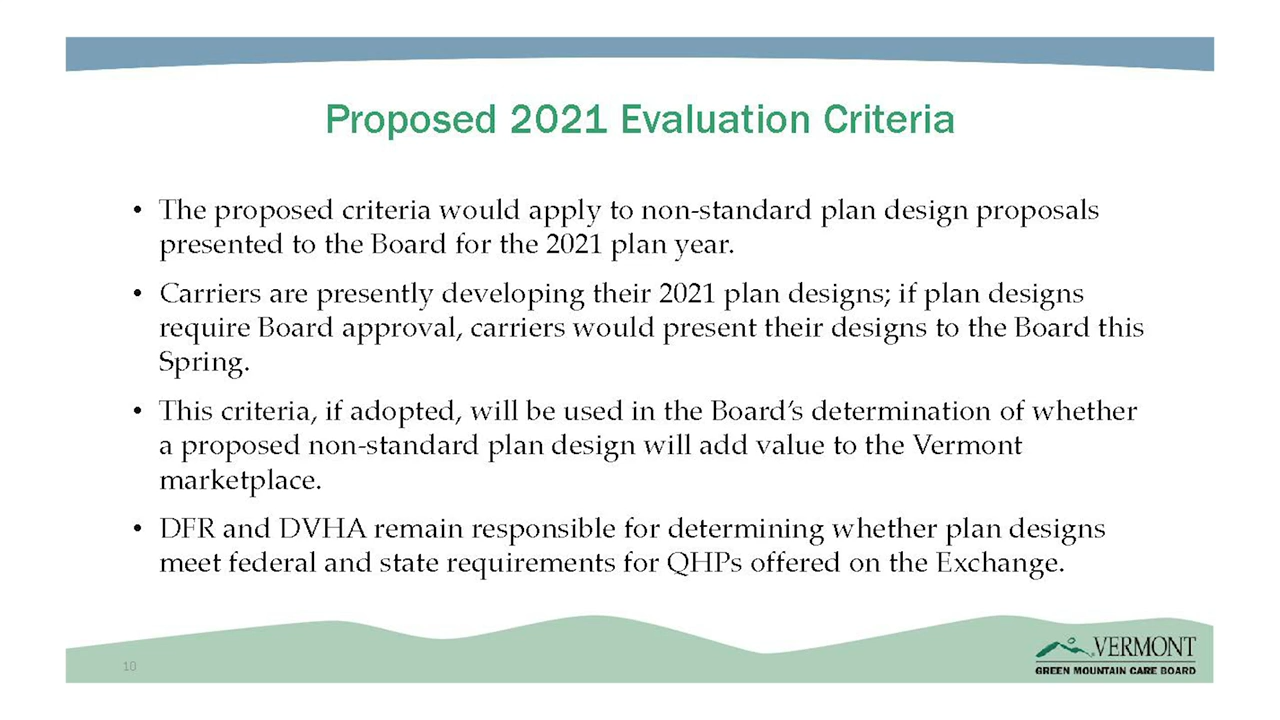 Proposed 2021 Evaluation Criteria
• The proposed criteria would apply to non-standard plan design proposals
presented to the Board for the 2021 plan year.
• Carriers are presently developing their 2021 plan designs; if plan designs
require Board approval, carriers would present their designs to the Board this
Spring.
• This criteria, if adopted, will be used in the Board’s determination of whether
a proposed non-standard plan design will add value to the Vermont
marketplace.
• DFR and DVHA remain responsible for determining whether plan designs
meet federal and state requirements for QHPs offered on the Exchange.
10
VERMONT
GREEN MOUNTAIN CARE BOARD